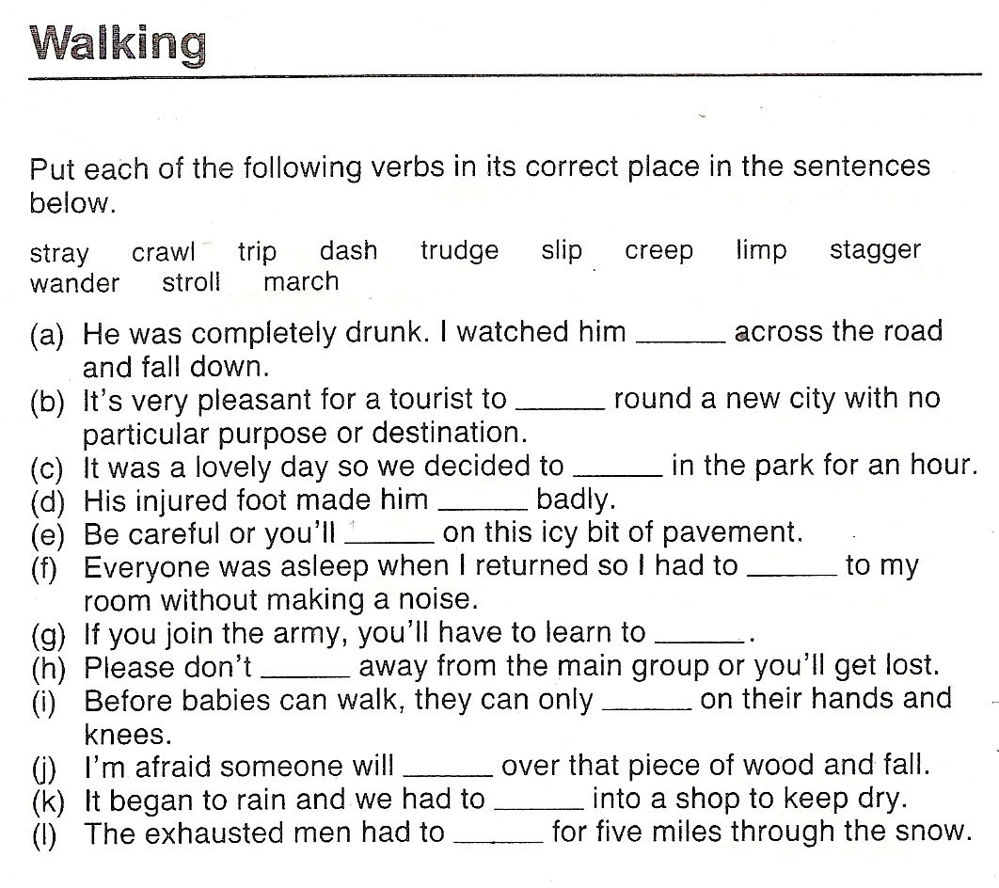 Walking
Put each of the following verbs in its correct place in the sentences
below.
stray crawl trip dash trudge slip creep limp stagger
wander stroll march
(a) He was completely drunk. I watched him ______ across the road
and fall down.
(b) It's very pleasant for a tourist to ______ round a new city with no
particular purpose or destination.
(c) It was a lovely day so we decided to ______ in the park for an hour.
(d) His injured foot made him ______ badly.
(e) Be careful or you'll ______ on this icy bit of pavement.
(f) Everyone was asleep when I returned so I had to ______ to my
room without making a noise.
(g) If you join the army, you'll have to learn to ______.
(h) Please don't ______ away from the main group or you'll get lost.
(i) Before babies can walk, they can only ______ on their hands and
knees.
(j) I'm afraid someone will ______ over that piece of wood and fall.
(k) It began to rain and we had to ______ into a shop to keep dry.
(l) The exhausted men had to ______ for five miles through the snow.